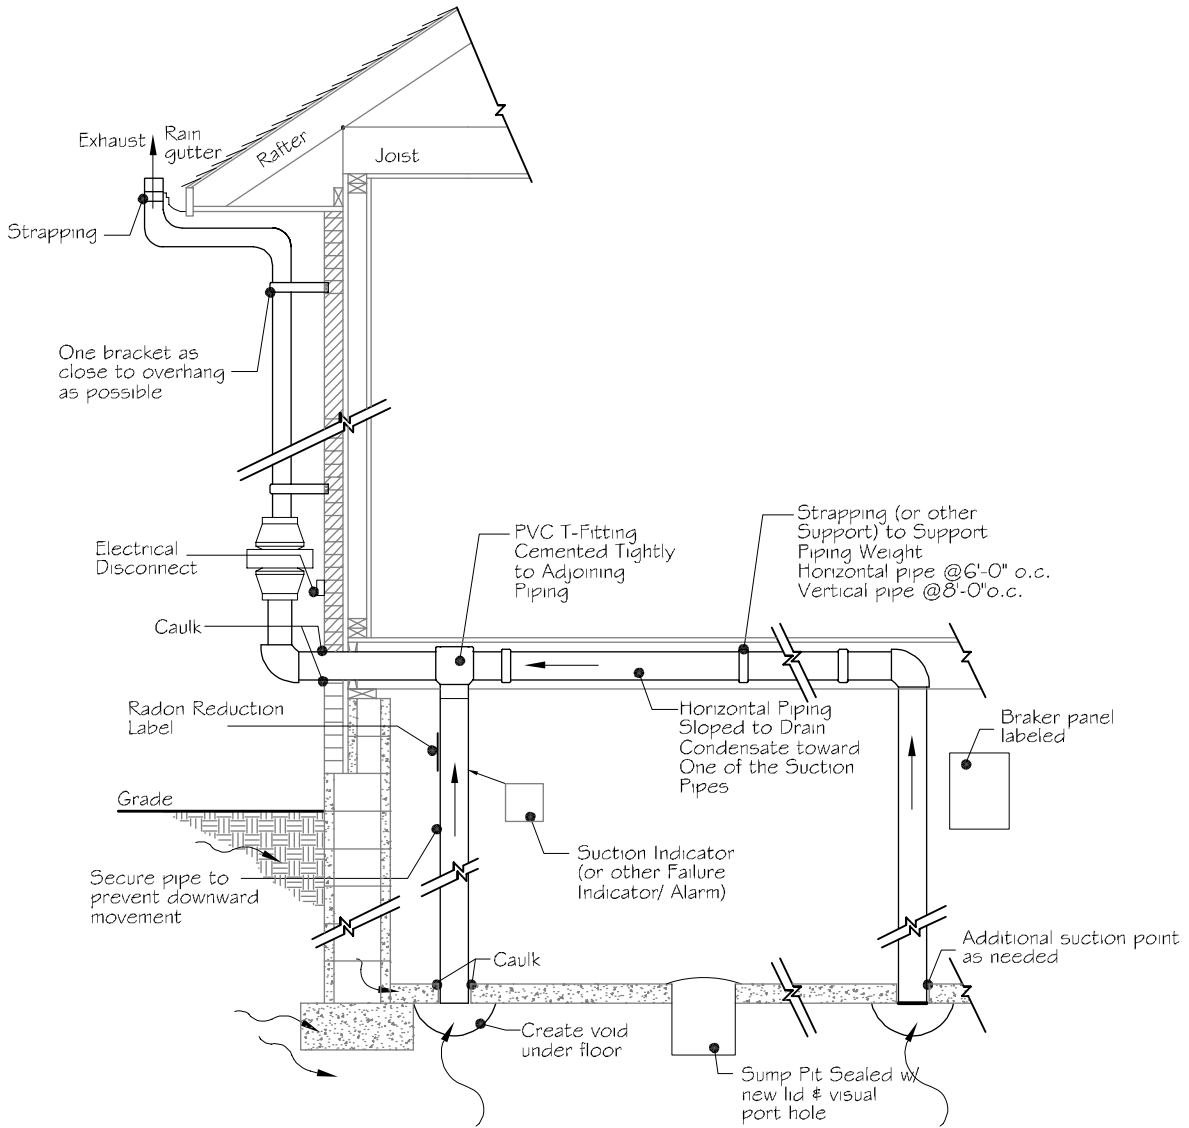 Exhaust
Rain
gutter
Rafter
Joist
Strapping
One bracket as
close to overhang
as possible
Electrical
Disconnect
PVC T-Fitting
Cemented Tightly
to Adjoining
Piping
Strapping (or other
Support) to Support
Piping Weight
Horizontal pipe @6'-0" o.c.
Vertical pipe @8'-0"o.c.
Caulk
Radon Reduction
Label
Horizontal Piping
Sloped to Drain
Condensate toward
One of the Suction
Pipes
Braker panel
labeled
Grade
Suction Indicator
(or other Failure
Indicator/ Alarm)
Secure pipe to
prevent downward
movement
Caulk
Additional suction point
as needed
Create void
under floor
Sump Pit Sealed w/
new lid & visual
port hole